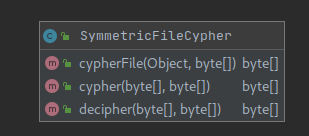 C SymmetricFileCypher
m cypherFile(Object, byte[]) byte[]
m cypher(byte[], byte[]) byte[]
m decipher(byte[], byte[]) byte[]